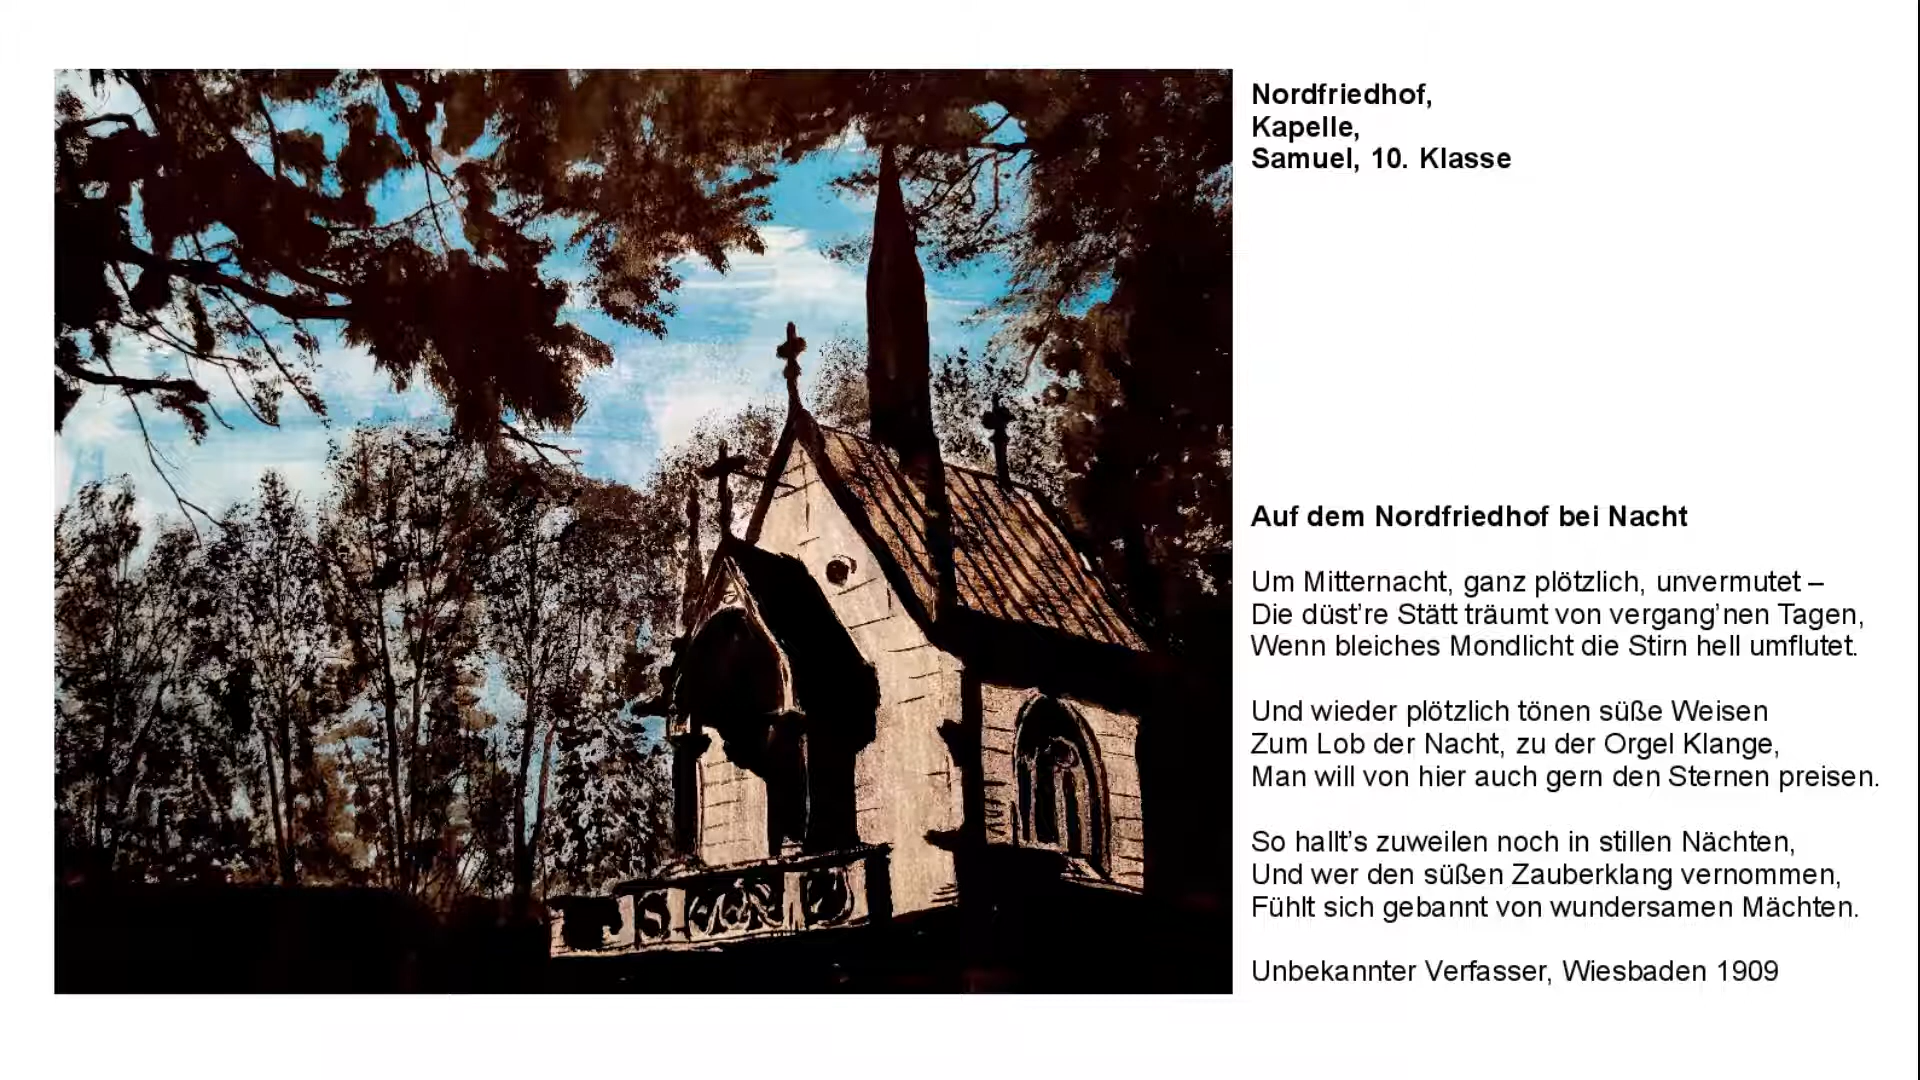 Nordfriedhof,
Kapelle,
Samuel, 10. Klasse
Auf dem Nordfriedhof bei Nacht
Um Mitternacht, ganz plötzlich, unvermutet –
Die düst’re Stätt träumt von vergang’nen Tagen,
Wenn bleiches Mondlicht die Stirn hell umflutet.
Und wieder plötzlich tönen süße Weisen
Zum Lob der Nacht, zu der Orgel Klange,
Man will von hier auch gern den Sternen preisen.
So hallt’s zuweilen noch in stillen Nächten,
Und wer den süßen Zauberklang vernommen,
Fühlt sich gebannt von wundersamen Mächten.
Unbekannter Verfasser, Wiesbaden 1909